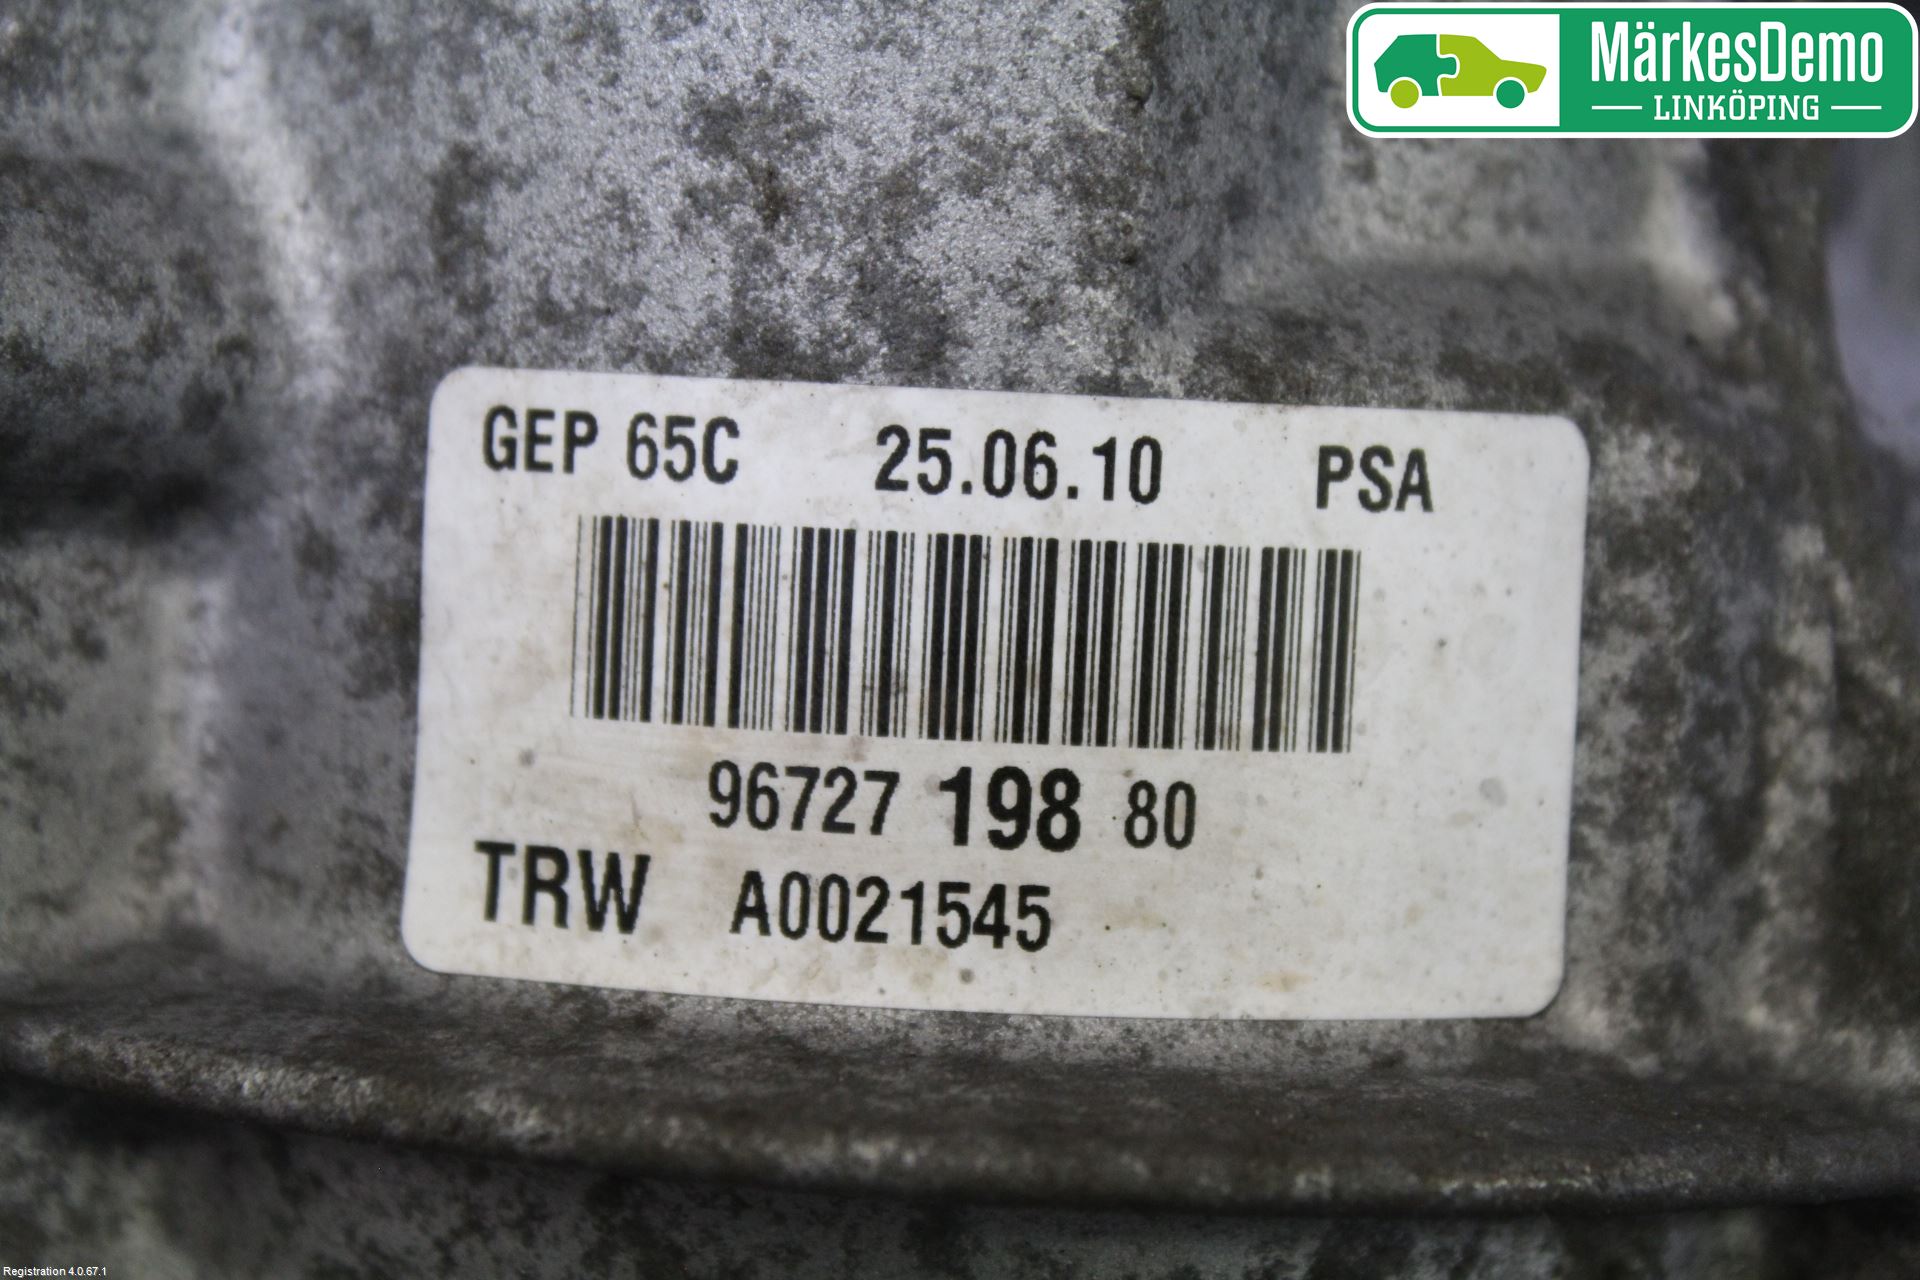 MärkesDemo
LINKÖPING
GEP 65C 25.06.10 PSA
96727 198 80
TRW A0021545
Registration 4.0.67.1